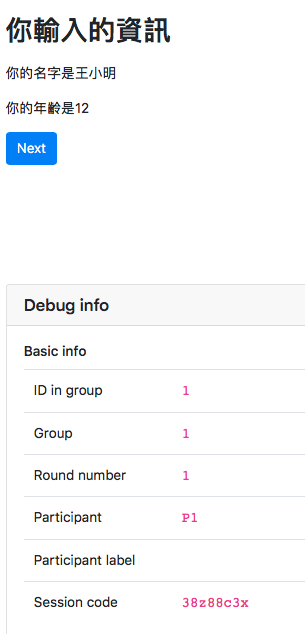 你輸入的資訊
你的名字是王小明
你的年齡是12
Next
Debug info
Basic info
ID in group 1
Group 1
Round number 1
Participant P1
Participant label
Session code 38z88c3x